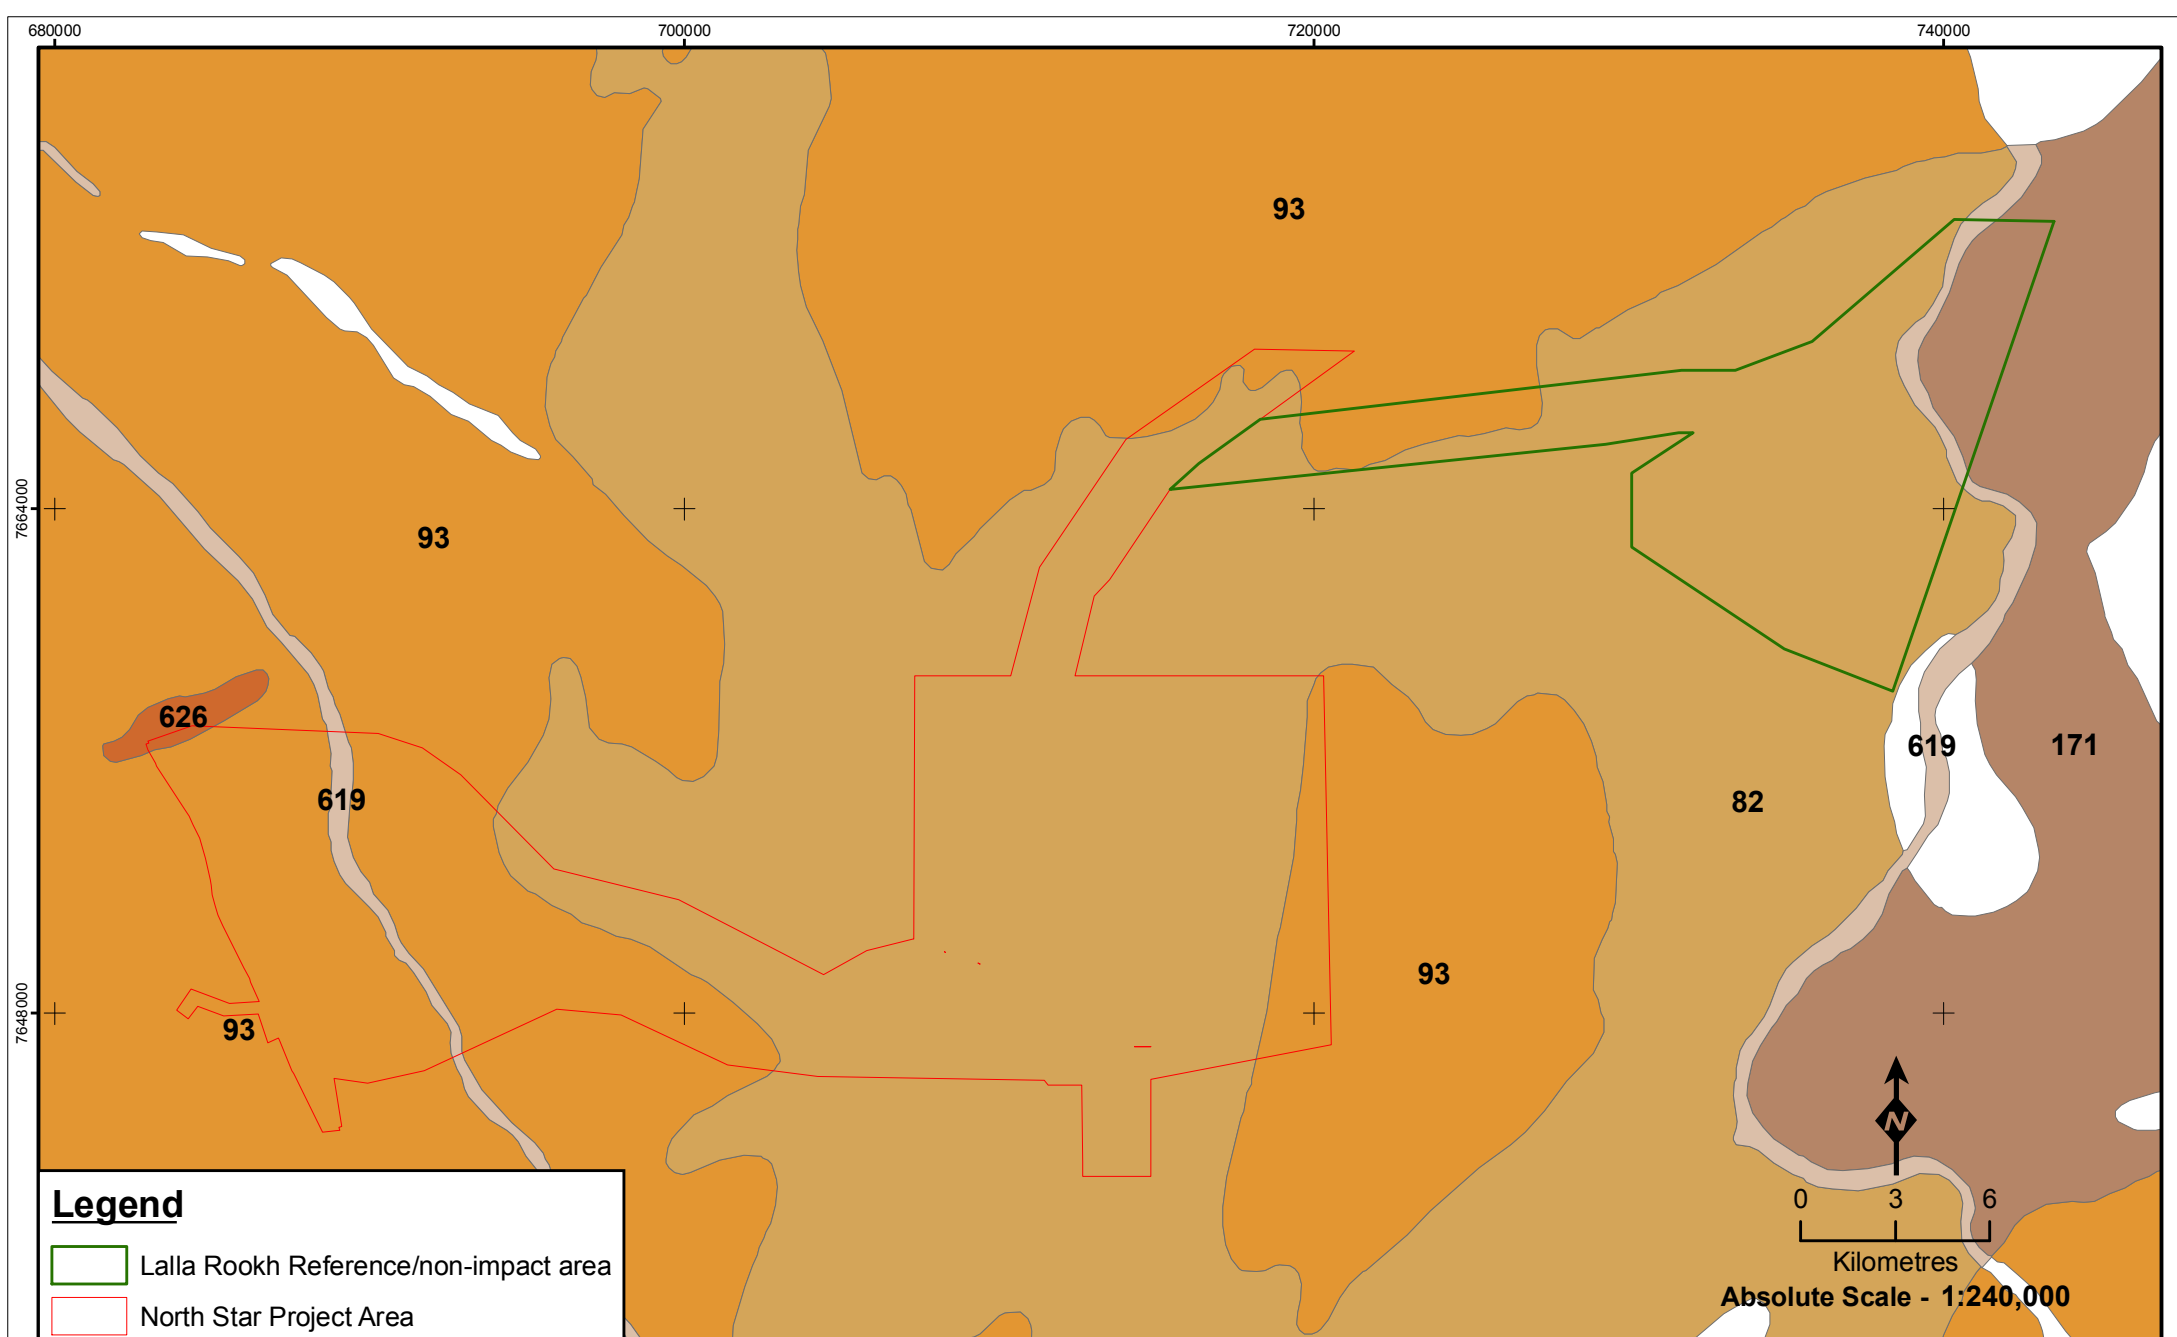 680000 700000 720000 740000
93
7664000
93
626
619 171
619 82
93
7648000
93
N
Legend
0 3 6
Lalla Rookh Reference/non-impact area
Kilometres
Absolute Scale - 1:240,000
North Star Project Area